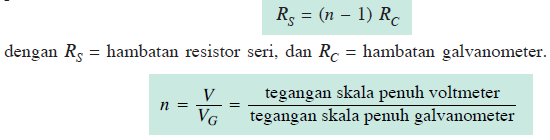 R_S = (n − 1) R_C
dengan R_S = hambatan resistor seri, dan R_C = hambatan galvanometer.
n = V / V_G = tegangan skala penuh voltmeter / tegangan skala penuh galvanometer